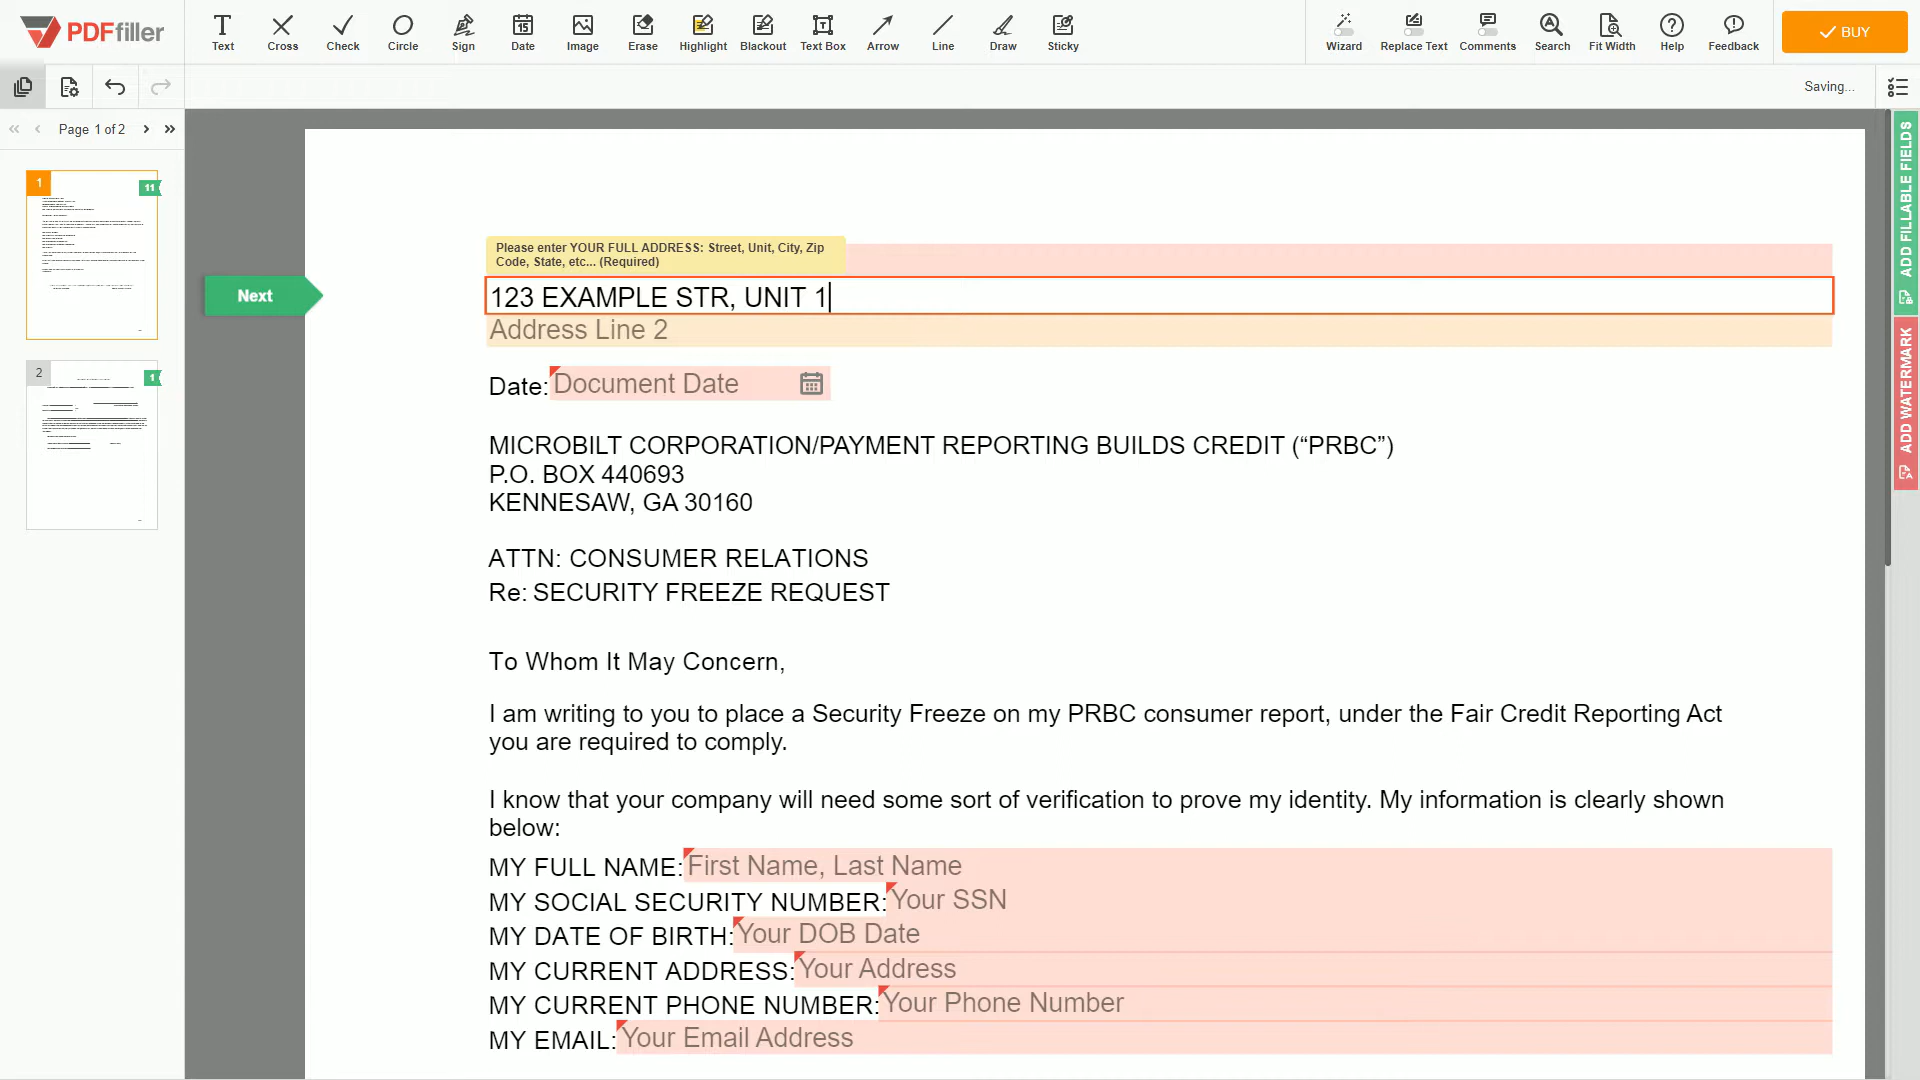 PDFfiller
Text
Cross
Check
Circle
Sign
15
Date
Image
Erase
Highlight
Blackout
Text Box
Arrow
Line
Draw
Sticky
Wizard
Replace Text
Comments
Search
Fit Width
Help
Feedback
BUY
Saving...
Page 1 of 2
1
11
2
1
Next
ADD FILLABLE FIELDS
ADD WATERMARK
Please enter YOUR FULL ADDRESS: Street, Unit, City, Zip
Code, State, etc... (Required)
123 EXAMPLE STR, UNIT 1
Address Line 2
Date: Document Date
MICROBILT CORPORATION/PAYMENT REPORTING BUILDS CREDIT (“PRBC”)
P.O. BOX 440693
KENNESAW, GA 30160
ATTN: CONSUMER RELATIONS
Re: SECURITY FREEZE REQUEST
To Whom It May Concern,
I am writing to you to place a Security Freeze on my PRBC consumer report, under the Fair Credit Reporting Act
you are required to comply.
I know that your company will need some sort of verification to prove my identity. My information is clearly shown
below:
MY FULL NAME: First Name, Last Name
MY SOCIAL SECURITY NUMBER: Your SSN
MY DATE OF BIRTH: Your DOB Date
MY CURRENT ADDRESS: Your Address
MY CURRENT PHONE NUMBER: Your Phone Number
MY EMAIL: Your Email Address